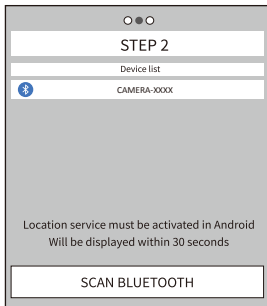 STEP 2
Device list
CAMERA-XXXX
Location service must be activated in Android
Will be displayed within 30 seconds
SCAN BLUETOOTH